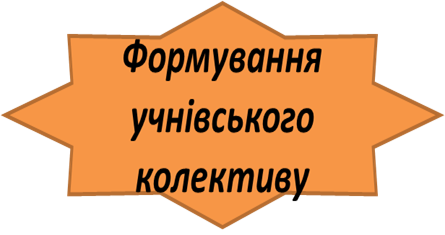 Формування
учнівського
колективу